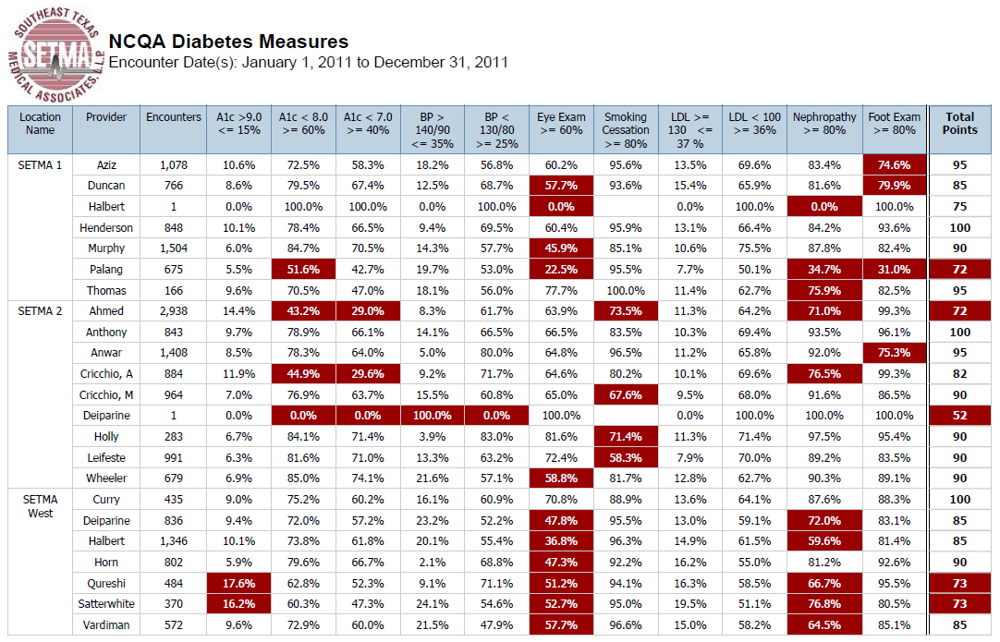 SOUTHEAST TEXAS
SETMA
MEDICAL ASSOCIATES, L.L.P.
NCQA Diabetes Measures
Encounter Date(s): January 1, 2011 to December 31, 2011
Location Name Provider Encounters A1c >9.0 <= 15% A1c < 8.0 >= 60% A1c < 7.0 >= 40% BP > 140/90 <= 35% BP < 130/80 >= 25% Eye Exam >= 60% Smoking Cessation >= 80% LDL >= 130 <= 37 % LDL < 100 >= 36% Nephropathy >= 80% Foot Exam >= 80% Total Points
SETMA 1 Aziz 1,078 10.6% 72.5% 58.3% 18.2% 56.8% 60.2% 95.6% 13.5% 69.6% 83.4% 74.6% 95
Duncan 766 8.6% 79.5% 67.4% 12.5% 68.7% 57.7% 93.6% 15.4% 65.9% 81.6% 79.9% 85
Halbert 1 0.0% 100.0% 100.0% 0.0% 100.0% 0.0% 0.0% 100.0% 0.0% 100.0% 75
Henderson 848 10.1% 78.4% 66.5% 9.4% 69.5% 60.4% 95.9% 13.1% 66.4% 84.2% 93.6% 100
Murphy 1,504 6.0% 84.7% 70.5% 14.3% 57.7% 45.9% 85.1% 10.6% 75.5% 87.8% 82.4% 90
Palang 675 5.5% 51.6% 42.7% 19.7% 53.0% 22.5% 95.5% 7.7% 50.1% 34.7% 31.0% 72
Thomas 166 9.6% 70.5% 47.0% 18.1% 56.0% 77.7% 100.0% 11.4% 62.7% 75.9% 82.5% 95
SETMA 2 Ahmed 2,938 14.4% 43.2% 29.0% 8.3% 61.7% 63.9% 73.5% 11.3% 64.2% 71.0% 99.3% 72
Anthony 843 9.7% 78.9% 66.1% 14.1% 66.5% 66.5% 83.5% 10.3% 69.4% 93.5% 96.1% 100
Anwar 1,408 8.5% 78.3% 64.0% 5.0% 80.0% 64.8% 96.5% 11.2% 65.8% 92.0% 75.3% 95
Cricchio, A 884 11.9% 44.9% 29.6% 9.2% 71.7% 64.6% 80.2% 10.1% 69.6% 76.5% 99.3% 82
Cricchio, M 964 7.0% 76.9% 63.7% 15.5% 60.8% 65.0% 67.6% 9.5% 68.0% 91.6% 86.5% 90
Deiparine 1 0.0% 0.0% 0.0% 100.0% 0.0% 100.0% 0.0% 100.0% 100.0% 100.0% 52
Holly 283 6.7% 84.1% 71.4% 3.9% 83.0% 81.6% 71.4% 11.3% 71.4% 97.5% 95.4% 90
Leifeste 991 6.3% 81.6% 71.0% 13.3% 63.2% 72.4% 58.3% 7.9% 70.0% 89.2% 83.5% 90
Wheeler 679 6.9% 85.0% 74.1% 21.6% 57.1% 58.8% 81.7% 12.8% 62.7% 90.3% 89.1% 90
SETMA West Curry 435 9.0% 75.2% 60.2% 16.1% 60.9% 70.8% 88.9% 13.6% 64.1% 87.6% 88.3% 100
Deiparine 836 9.4% 72.0% 57.2% 23.2% 52.2% 47.8% 95.5% 13.0% 59.1% 72.0% 83.1% 85
Halbert 1,346 10.1% 73.8% 61.8% 20.1% 55.4% 36.8% 96.3% 14.9% 61.5% 59.6% 81.4% 85
Horn 802 5.9% 79.6% 66.7% 2.1% 68.8% 47.3% 92.2% 16.2% 55.0% 81.2% 92.6% 90
Qureshi 484 17.6% 62.8% 52.3% 9.1% 71.1% 51.2% 94.1% 16.3% 58.5% 66.7% 95.5% 73
Satterwhite 370 16.2% 60.3% 47.3% 24.1% 54.6% 52.7% 95.0% 19.5% 51.1% 76.8% 80.5% 73
Vardiman 572 9.6% 72.9% 60.0% 21.5% 47.9% 57.7% 96.6% 15.0% 58.2% 64.5% 85.1% 85